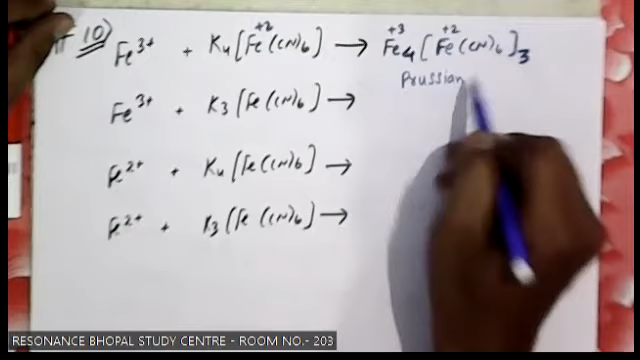 10)
Fe³⁺ + K₄[Fe(CN)₆] → Fe₄[Fe(CN)₆]₃
+2 +3 +2
Prussian
Fe³⁺ + K₃[Fe(CN)₆] →
Fe²⁺ + K₄[Fe(CN)₆] →
Fe²⁺ + K₃[Fe(CN)₆] →
RESONANCE BHOPAL STUDY CENTRE - ROOM NO.- 203